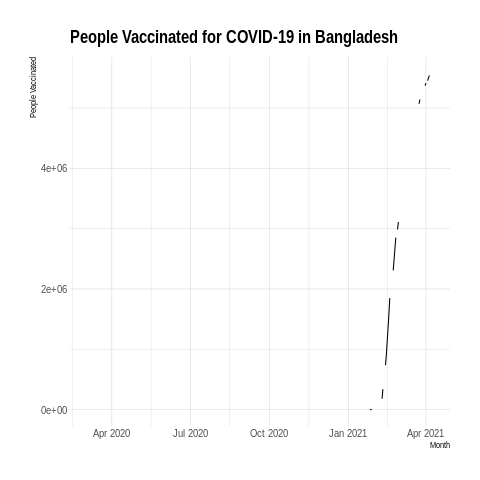 People Vaccinated for COVID-19 in Bangladesh
People Vaccinated
4e+06
2e+06
0e+00
Apr 2020 Jul 2020 Oct 2020 Jan 2021 Apr 2021
Month